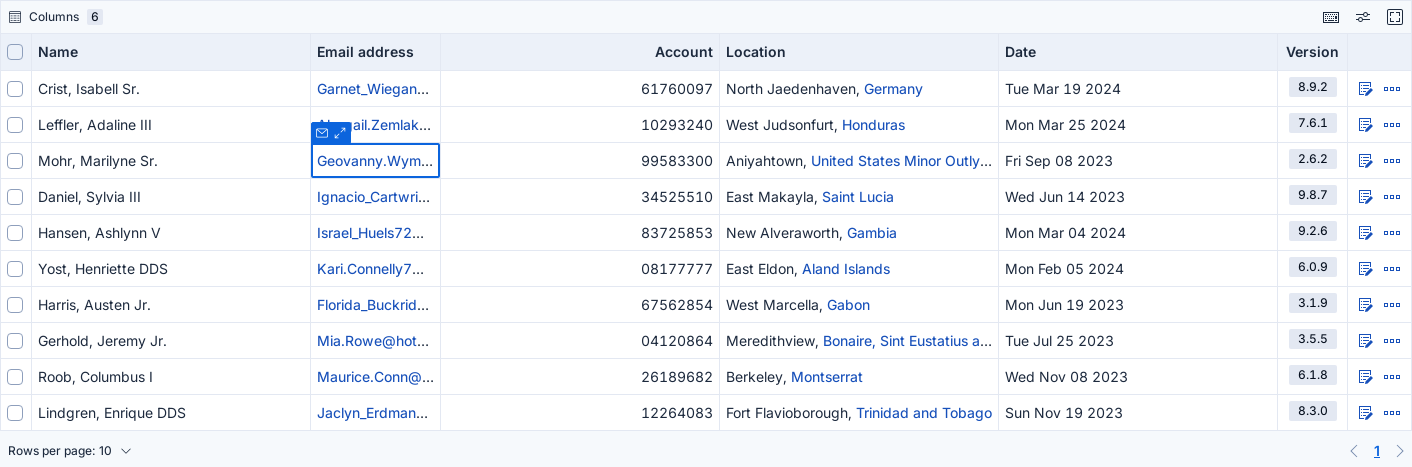 Columns 6
Name Email address Account Location Date Version
Crist, Isabell Sr. Garnet_Wiegan... 61760097 North Jaedenhaven, Germany Tue Mar 19 2024 8.9.2
Leffler, Adaline III ail.Zemlak... 10293240 West Judsonfurt, Honduras Mon Mar 25 2024 7.6.1
Mohr, Marilyne Sr. Geovanny.Wym... 99583300 Aniyahtown, United States Minor Outly... Fri Sep 08 2023 2.6.2
Daniel, Sylvia III Ignacio_Cartwri... 34525510 East Makayla, Saint Lucia Wed Jun 14 2023 9.8.7
Hansen, Ashlynn V Israel_Huels72... 83725853 New Alveraworth, Gambia Mon Mar 04 2024 9.2.6
Yost, Henriette DDS Kari.Connelly7... 08177777 East Eldon, Aland Islands Mon Feb 05 2024 6.0.9
Harris, Austen Jr. Florida_Buckrid... 67562854 West Marcella, Gabon Mon Jun 19 2023 3.1.9
Gerhold, Jeremy Jr. Mia.Rowe@hot... 04120864 Meredithview, Bonaire, Sint Eustatius a... Tue Jul 25 2023 3.5.5
Roob, Columbus I Maurice.Conn@... 26189682 Berkeley, Montserrat Wed Nov 08 2023 6.1.8
Lindgren, Enrique DDS Jaclyn_Erdman... 12264083 Fort Flavioborough, Trinidad and Tobago Sun Nov 19 2023 8.3.0
Rows per page: 10 1